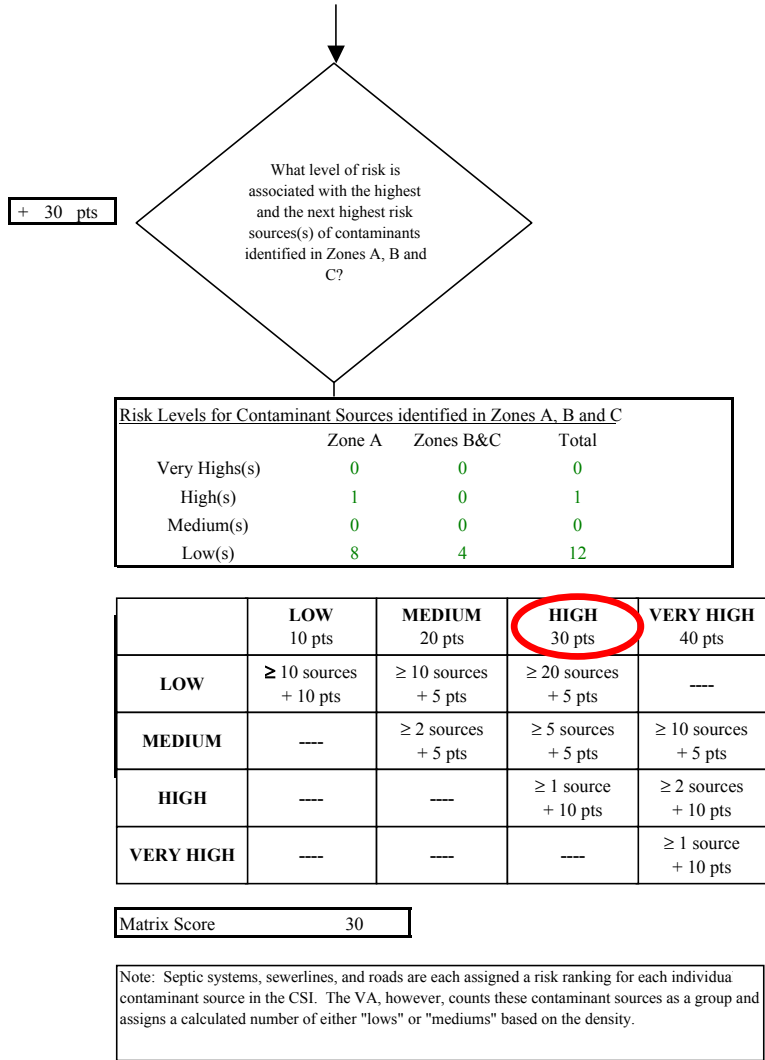 What level of risk is
associated with the highest
and the next highest risk
sources(s) of contaminants
identified in Zones A, B and
C?
+ 30 pts
Risk Levels for Contaminant Sources identified in Zones A, B and C
Zone A Zones B&C Total
Very Highs(s) 0 0 0
High(s) 1 0 1
Medium(s) 0 0 0
Low(s) 8 4 12
LOW MEDIUM HIGH VERY HIGH
10 pts 20 pts 30 pts 40 pts
LOW ≥ 10 sources + 10 pts ≥ 10 sources + 5 pts ≥ 20 sources + 5 pts ----
MEDIUM ---- ≥ 2 sources + 5 pts ≥ 5 sources + 5 pts ≥ 10 sources + 5 pts
HIGH ---- ---- ≥ 1 source + 10 pts ≥ 2 sources + 10 pts
VERY HIGH ---- ---- ---- ≥ 1 source + 10 pts
Matrix Score 30
Note: Septic systems, sewerlines, and roads are each assigned a risk ranking for each individua
contaminant source in the CSI. The VA, however, counts these contaminant sources as a group and
assigns a calculated number of either "lows" or "mediums" based on the density.